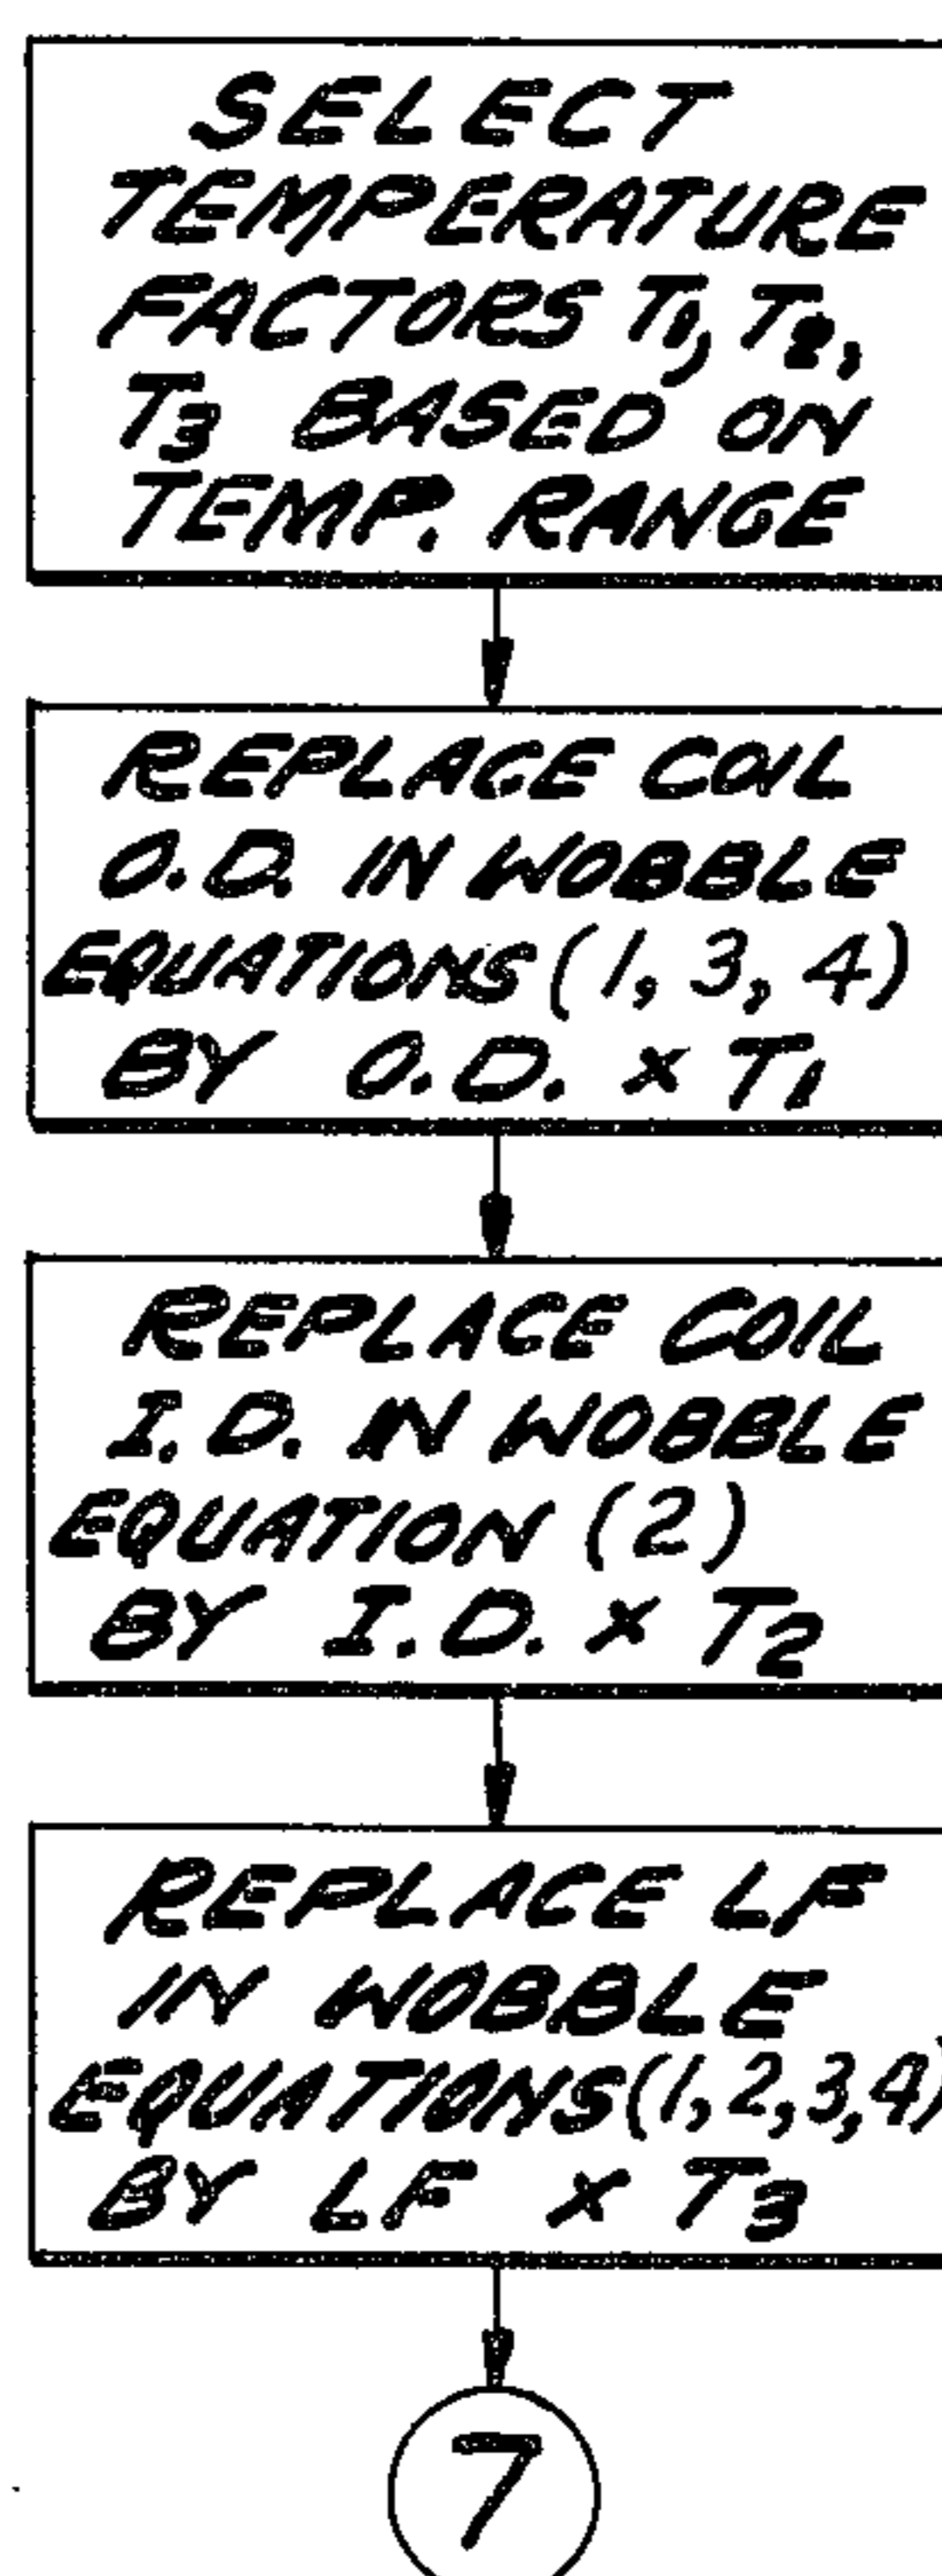 SELECT
TEMPERATURE
FACTORS T1, T2,
T3 BASED ON
TEMP. RANGE
REPLACE COIL
O.D. IN WOBBLE
EQUATIONS (1, 3, 4)
BY O.D. x T1
REPLACE COIL
I.D. IN WOBBLE
EQUATION (2)
BY I.D. x T2
REPLACE LF
IN WOBBLE
EQUATIONS (1,2,3,4)
BY LF x T3
7